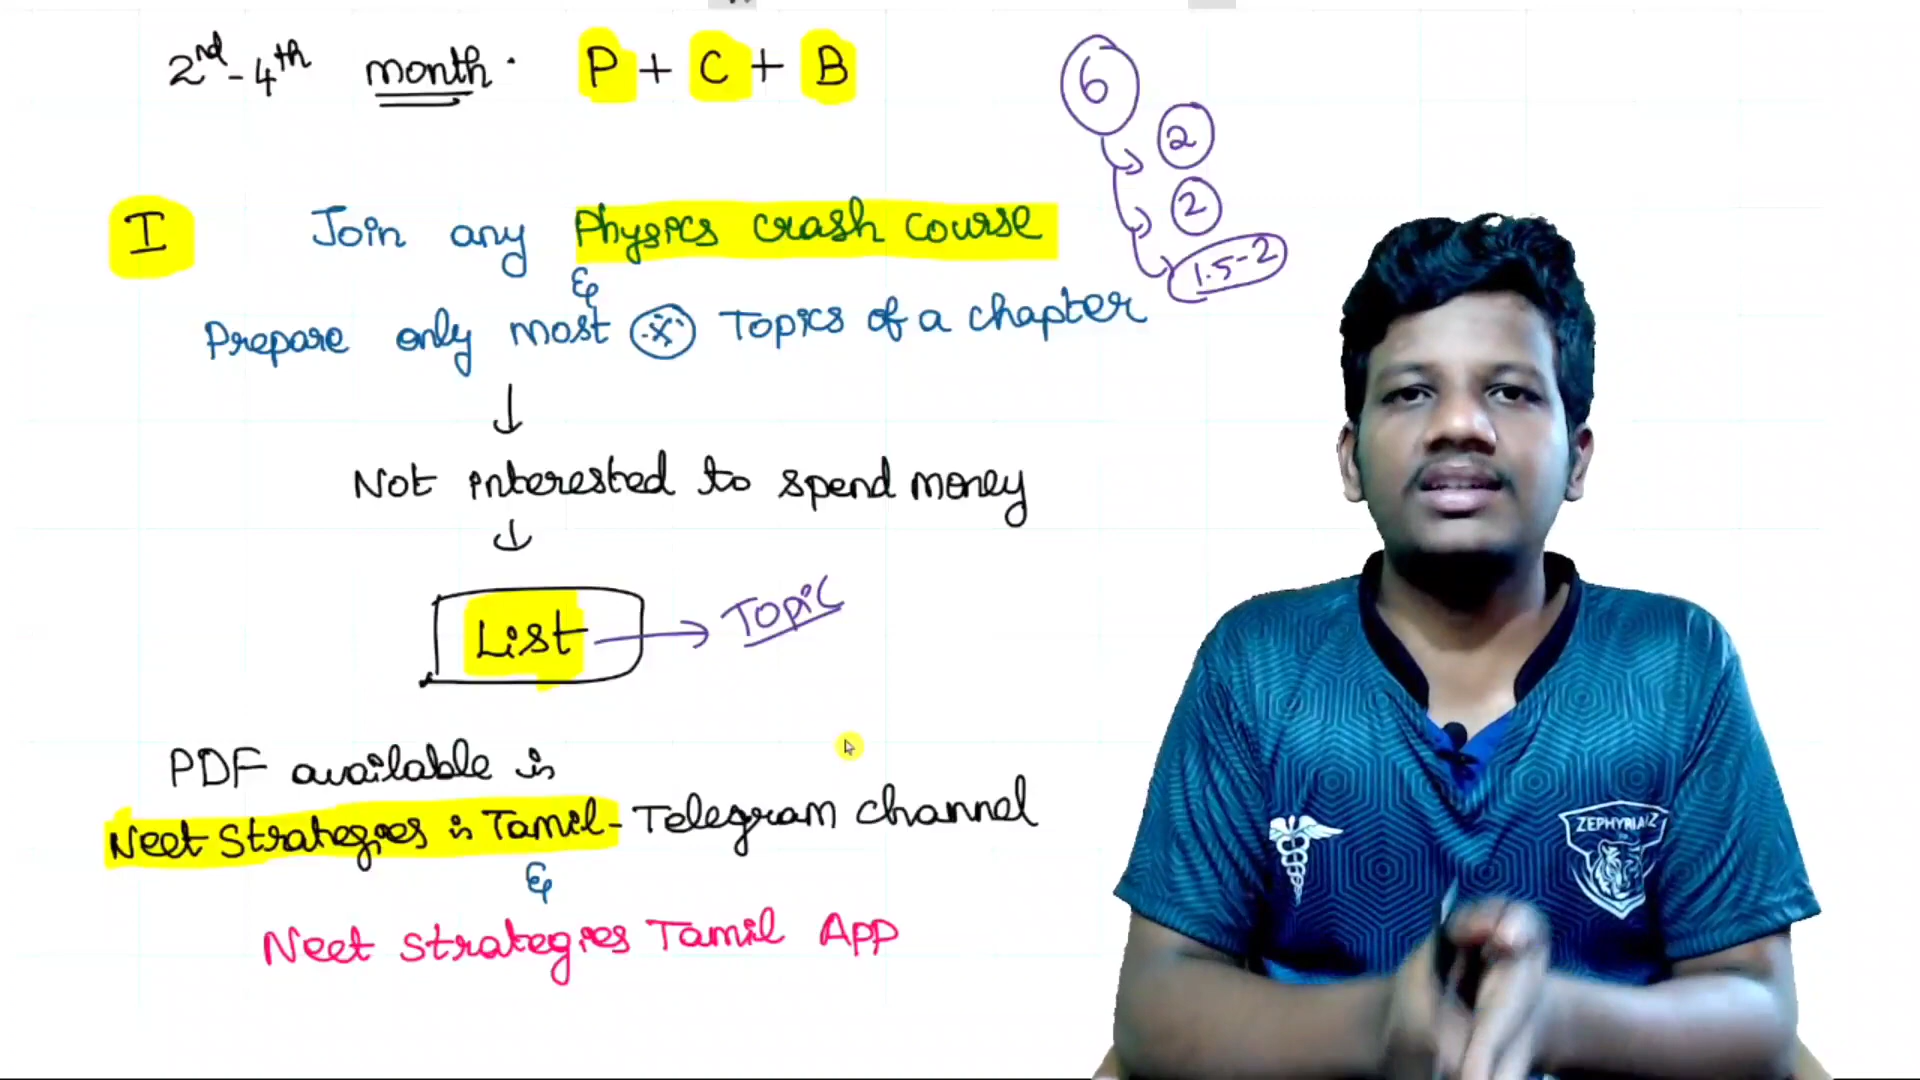 2nd - 4th month. P + C + B
6
2
2
1.5-2
I Join any Physics crash course
&
Prepare only most * Topics of a chapter
Not interested to spend money
List → Topic
PDF available in
Neet Strategies in Tamil - Telegram channel
&
Neet strategies Tamil App
ZEPHYRIAZ